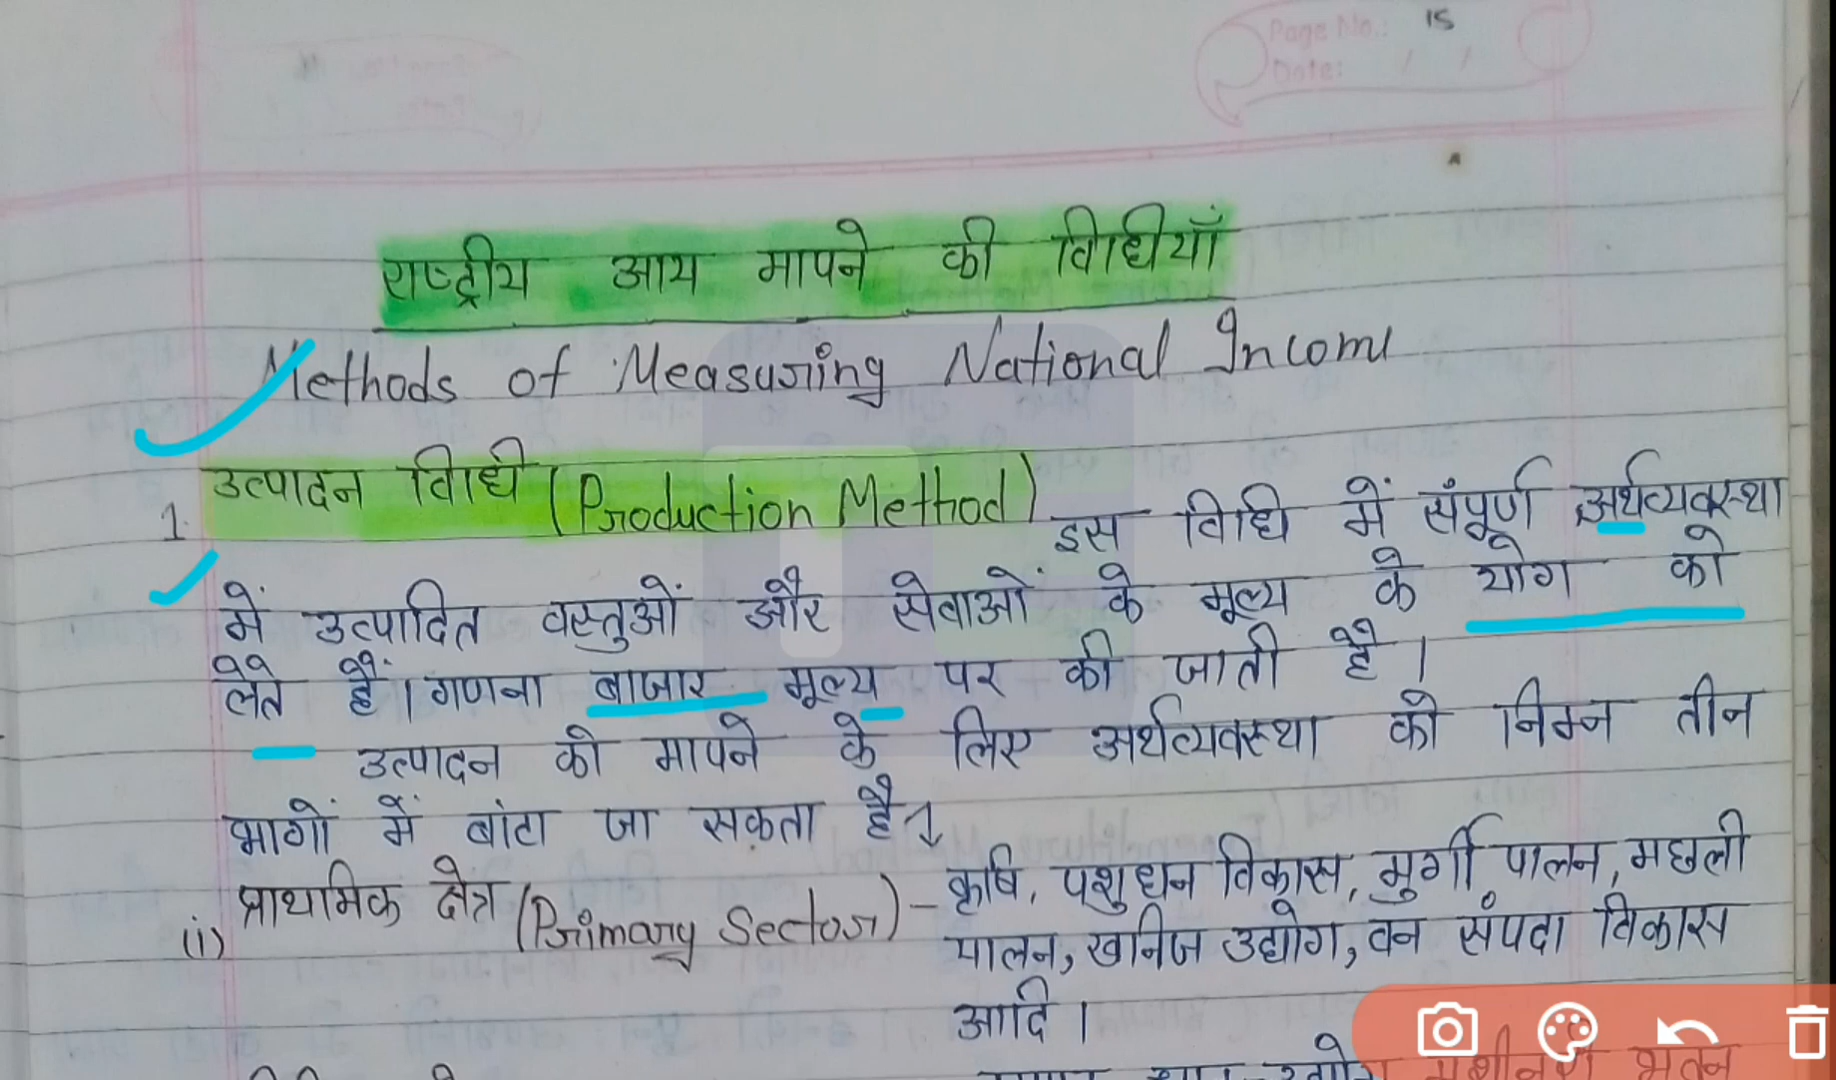 Page No.: 15
Date: / /
राष्ट्रीय आय मापने की विधियाँ
Methods of Measuring National Income
1. उत्पादन विधि (Production Method) इस विधि में संपूर्ण अर्थव्यवस्था
में उत्पादित वस्तुओं और सेवाओं के मूल्य के योग को
लेते हैं। गणना बाजार मूल्य पर की जाती है।
उत्पादन को मापने के लिए अर्थव्यवस्था को निम्न तीन
भागों में बांटा जा सकता है -
(i) प्राथमिक क्षेत्र (Primary Sector) - कृषि, पशुधन विकास, मुर्गी पालन, मछली
पालन, खनिज उद्योग, वन संपदा विकास
आदि।